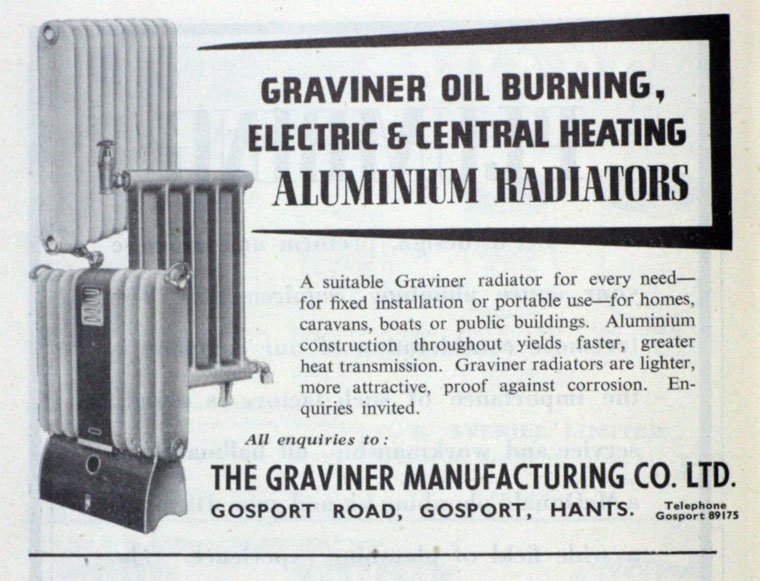 GRAVINER OIL BURNING,
ELECTRIC & CENTRAL HEATING
ALUMINIUM RADIATORS
A suitable Graviner radiator for every need—
for fixed installation or portable use—for homes,
caravans, boats or public buildings. Aluminium
construction throughout yields faster, greater
heat transmission. Graviner radiators are lighter,
more attractive, proof against corrosion. En-
quiries invited.
All enquiries to :
THE GRAVINER MANUFACTURING CO. LTD.
GOSPORT ROAD, GOSPORT, HANTS.
Telephone
Gosport 89175